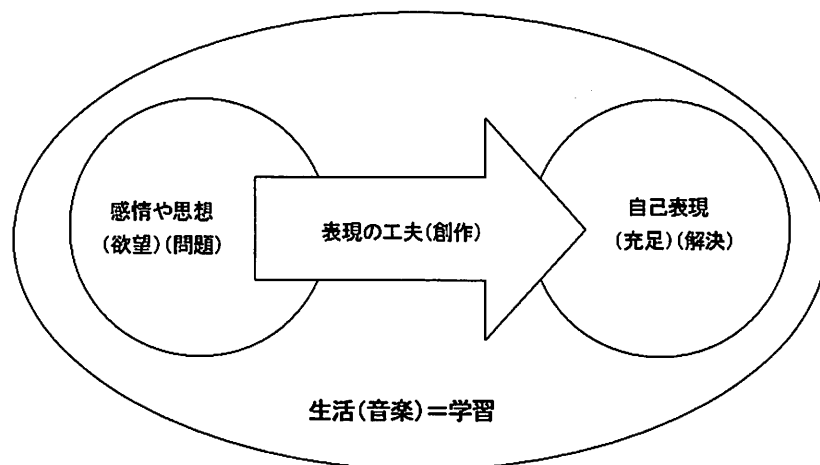 感情や思想
(欲望)(問題)
表現の工夫(創作)
自己表現
(充足)(解決)
生活(音楽)=学習